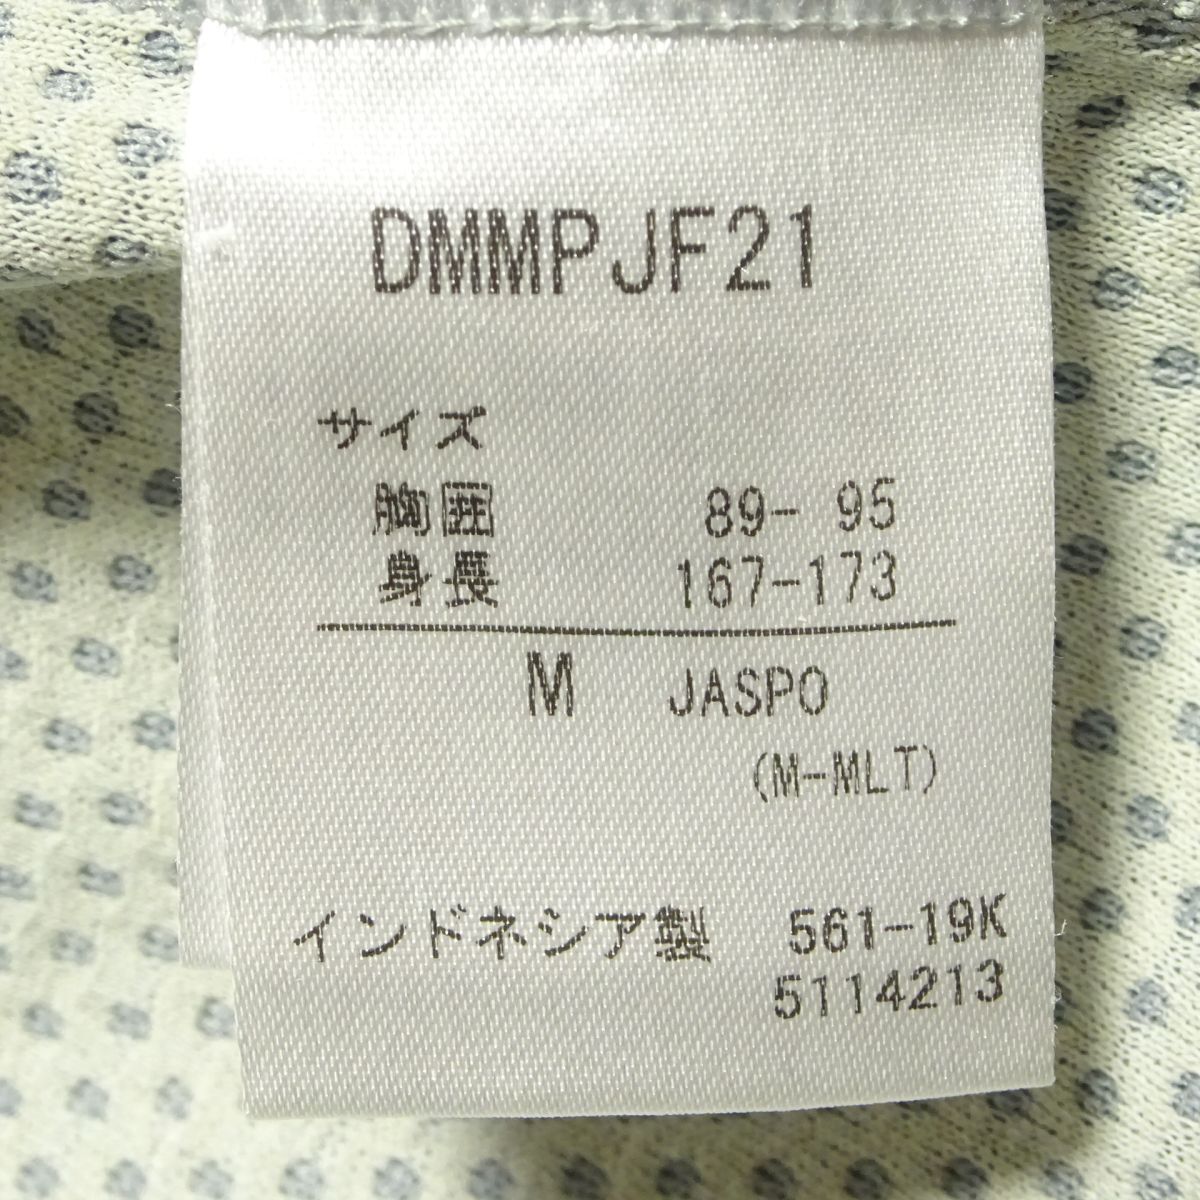 DMMPJF21
サイズ
胸囲 89- 95
身長 167-173
M JASPO
(M-MLT)
インドネシア製 561-19K
5114213